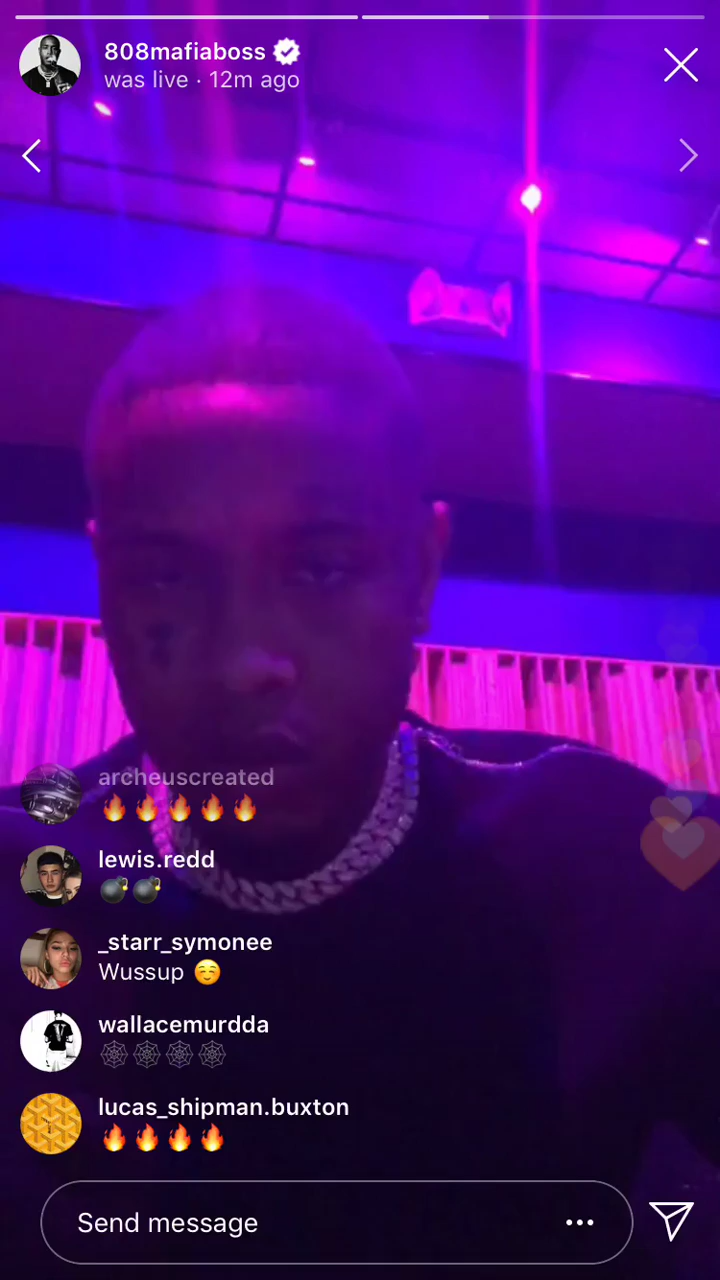 808mafiaboss
was live · 12m ago
archeuscreated
🔥🔥🔥🔥🔥
lewis.redd
💣💣
_starr_symonee
Wussup ☺️
wallacemurdda
🕸🕸🕸🕸
lucas_shipman.buxton
🔥🔥🔥🔥
Send message